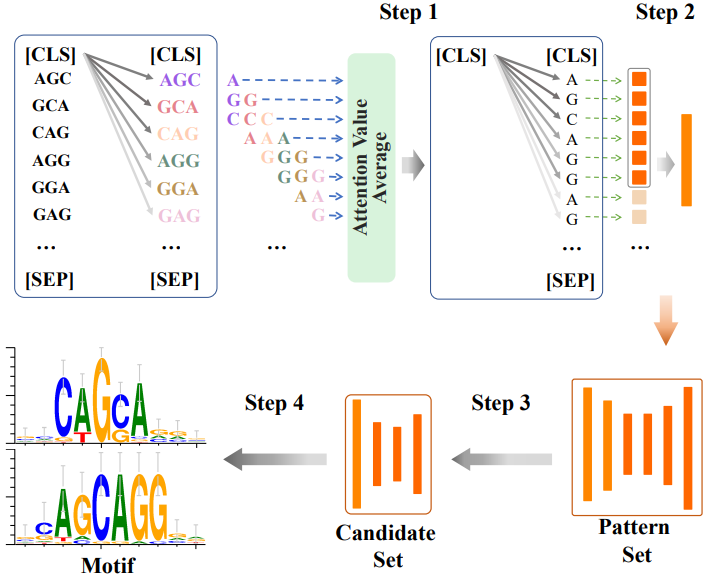 Step 1
Step 2
[CLS] [CLS]
AGC AGC
GCA GCA
CAG CAG
AGG AGG
GGA GGA
GAG GAG
... ...
[SEP] [SEP]
A
G G
C C C
A A A
G G G
G G G
A A
G
...
Attention Value
Average
[CLS] [CLS]
A
G
C
A
G
G
A
G
... ...
[SEP]
Step 4
Step 3
CAGCA
T G
CAGCAGG
Candidate
Set
Pattern
Set
Motif